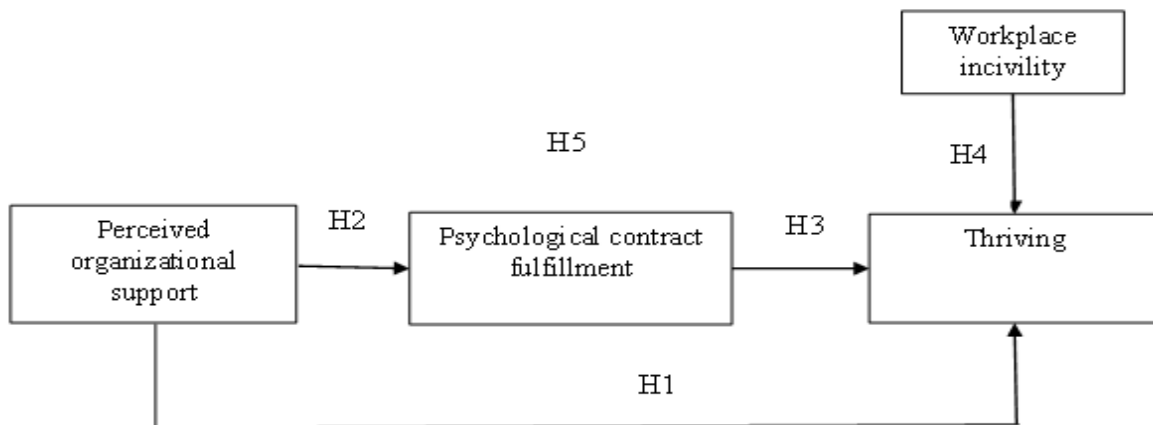 Workplace
incivility
H5
H4
Perceived
organizational
support
H2
Psychological contract
fulfillment
H3
Thriving
H1